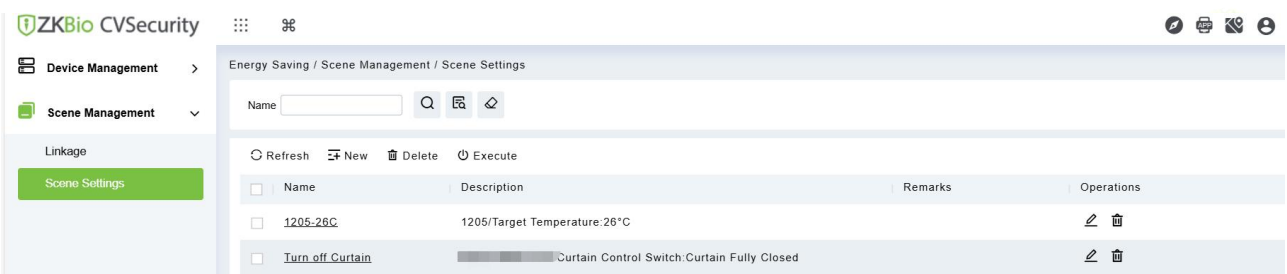 ZKBio CVSecurity
Device Management
Energy Saving / Scene Management / Scene Settings
Name
Scene Management
Linkage
Refresh New Delete Execute
Scene Settings
Name Description Remarks Operations
1205-26C 1205/Target Temperature:26°C
Turn off Curtain Curtain Control Switch:Curtain Fully Closed